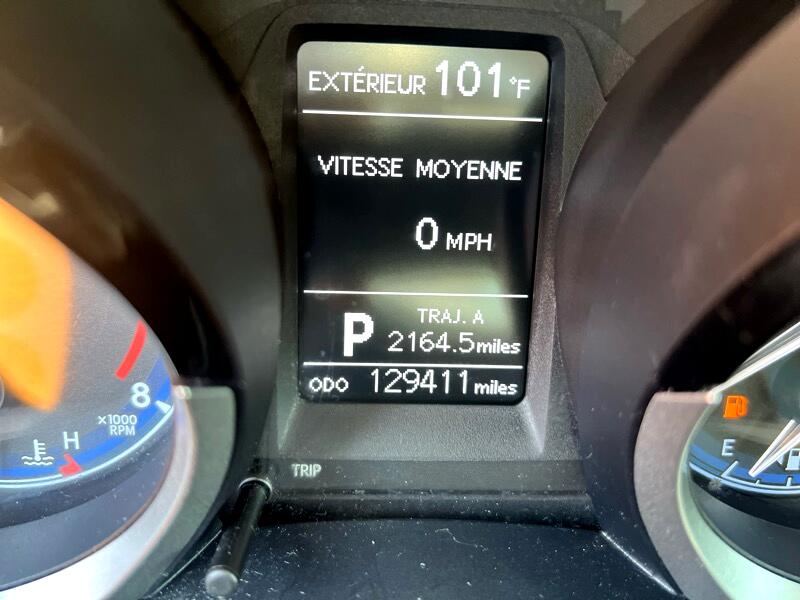 EXTÉRIEUR 101°F
VITESSE MOYENNE
0 MPH
P
TRAJ. A
2164.5 miles
ODO 129411 miles
8
x1000
RPM
H
E
TRIP